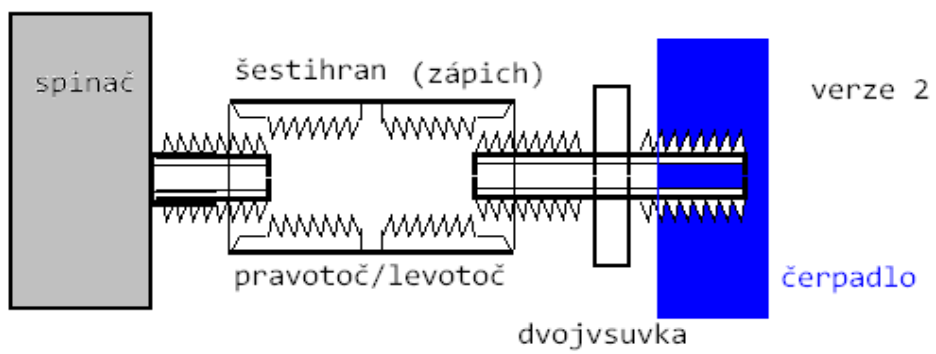 spinač
šestihran (zápich)
verze 2
pravotoč/levotoč
čerpadlo
dvojvsuvka